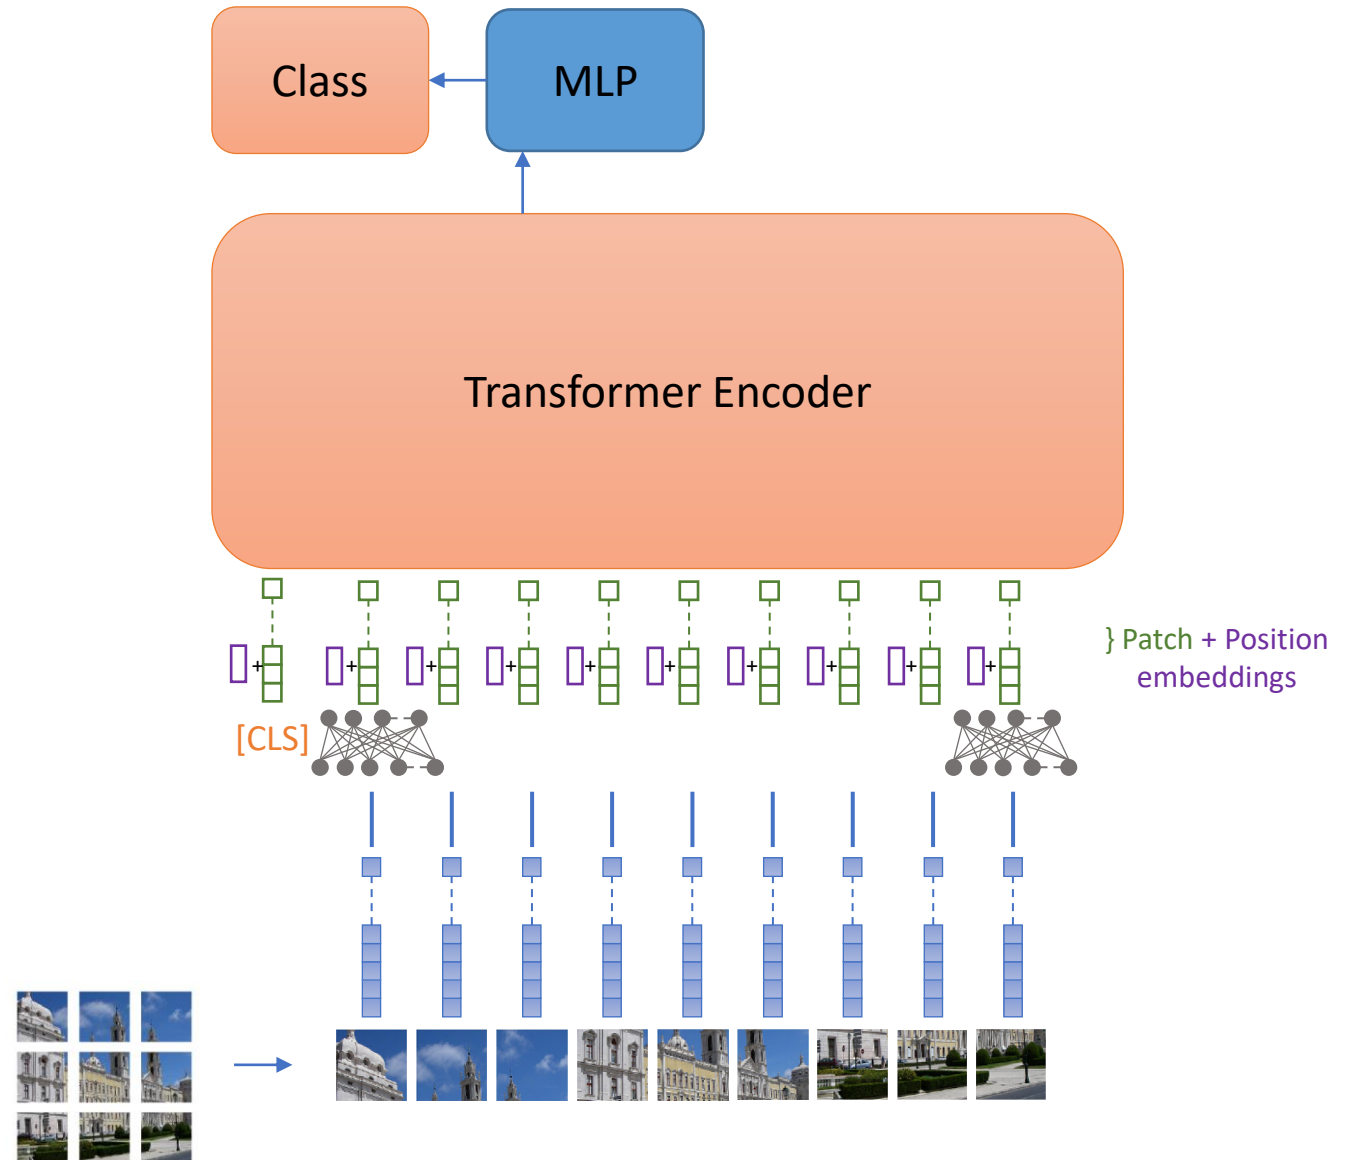 Class
MLP
Transformer Encoder
+ + + + + + + + + +
} Patch + Position
embeddings
[CLS]